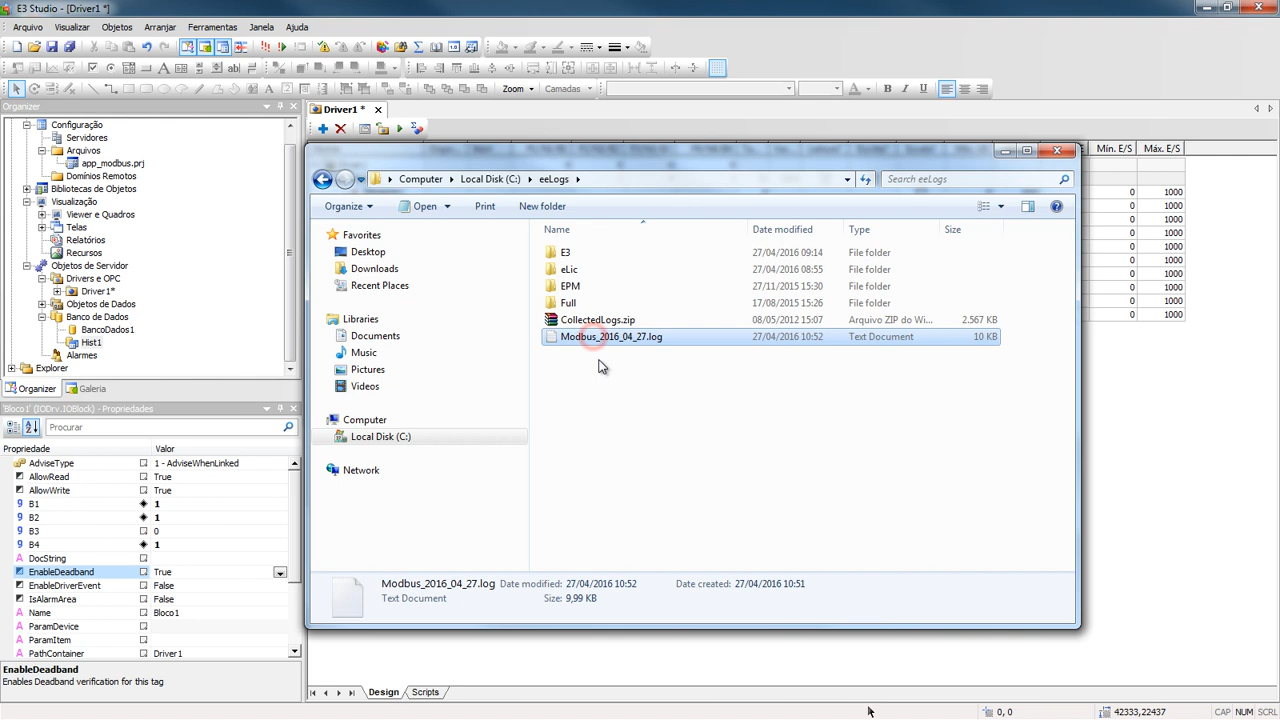 E3 Studio - [Driver1 *]
Arquivo Visualizar Objetos Arranjar Ferramentas Janela Ajuda
Zoom Camadas
B I U
Organizer
Configuração
Servidores
Arquivos
app_modbus.prj
Domínios Remotos
Bibliotecas de Objetos
Visualização
Viewer e Quadros
Telas
Relatórios
Recursos
Objetos de Servidor
Drivers e OPC
Driver1*
Objetos de Dados
Banco de Dados
BancoDados1
Hist1
Alarmes
Explorer
Organizer Galeria
'Bloco1' (IODrv.IOBlock) - Propriedades
Procurar
Propriedade Valor
AdviseType 1 - AdviseWhenLinked
AllowRead True
AllowWrite True
B1 1
B2 1
B3 0
B4 1
DocString
EnableDeadband True
EnableDriverEvent False
IsAlarmArea False
Name Bloco1
ParamDevice
ParamItem
PathContainer Driver1
EnableDeadband
Enables Deadband verification for this tag
Driver1 *
Mín. E/S Máx. E/S
0 1000
0 1000
0 1000
0 1000
0 1000
0 1000
0 1000
0 1000
0 1000
0 1000
Computer Local Disk (C:) eeLogs
Search eeLogs
Organize Open Print New folder
Favorites
Desktop
Downloads
Recent Places
Libraries
Documents
Music
Pictures
Videos
Computer
Local Disk (C:)
Network
Name Date modified Type Size
E3 27/04/2016 09:14 File folder
eLic 27/04/2016 08:55 File folder
EPM 27/11/2015 15:30 File folder
Full 17/08/2015 15:26 File folder
CollectedLogs.zip 08/05/2012 15:07 Arquivo ZIP do Wi... 2.567 KB
Modbus_2016_04_27.log 27/04/2016 10:52 Text Document 10 KB
Modbus_2016_04_27.log Date modified: 27/04/2016 10:52 Date created: 27/04/2016 10:51
Text Document Size: 9,99 KB
Design Scripts
0, 0 42333,22437 CAP NUM SCRL